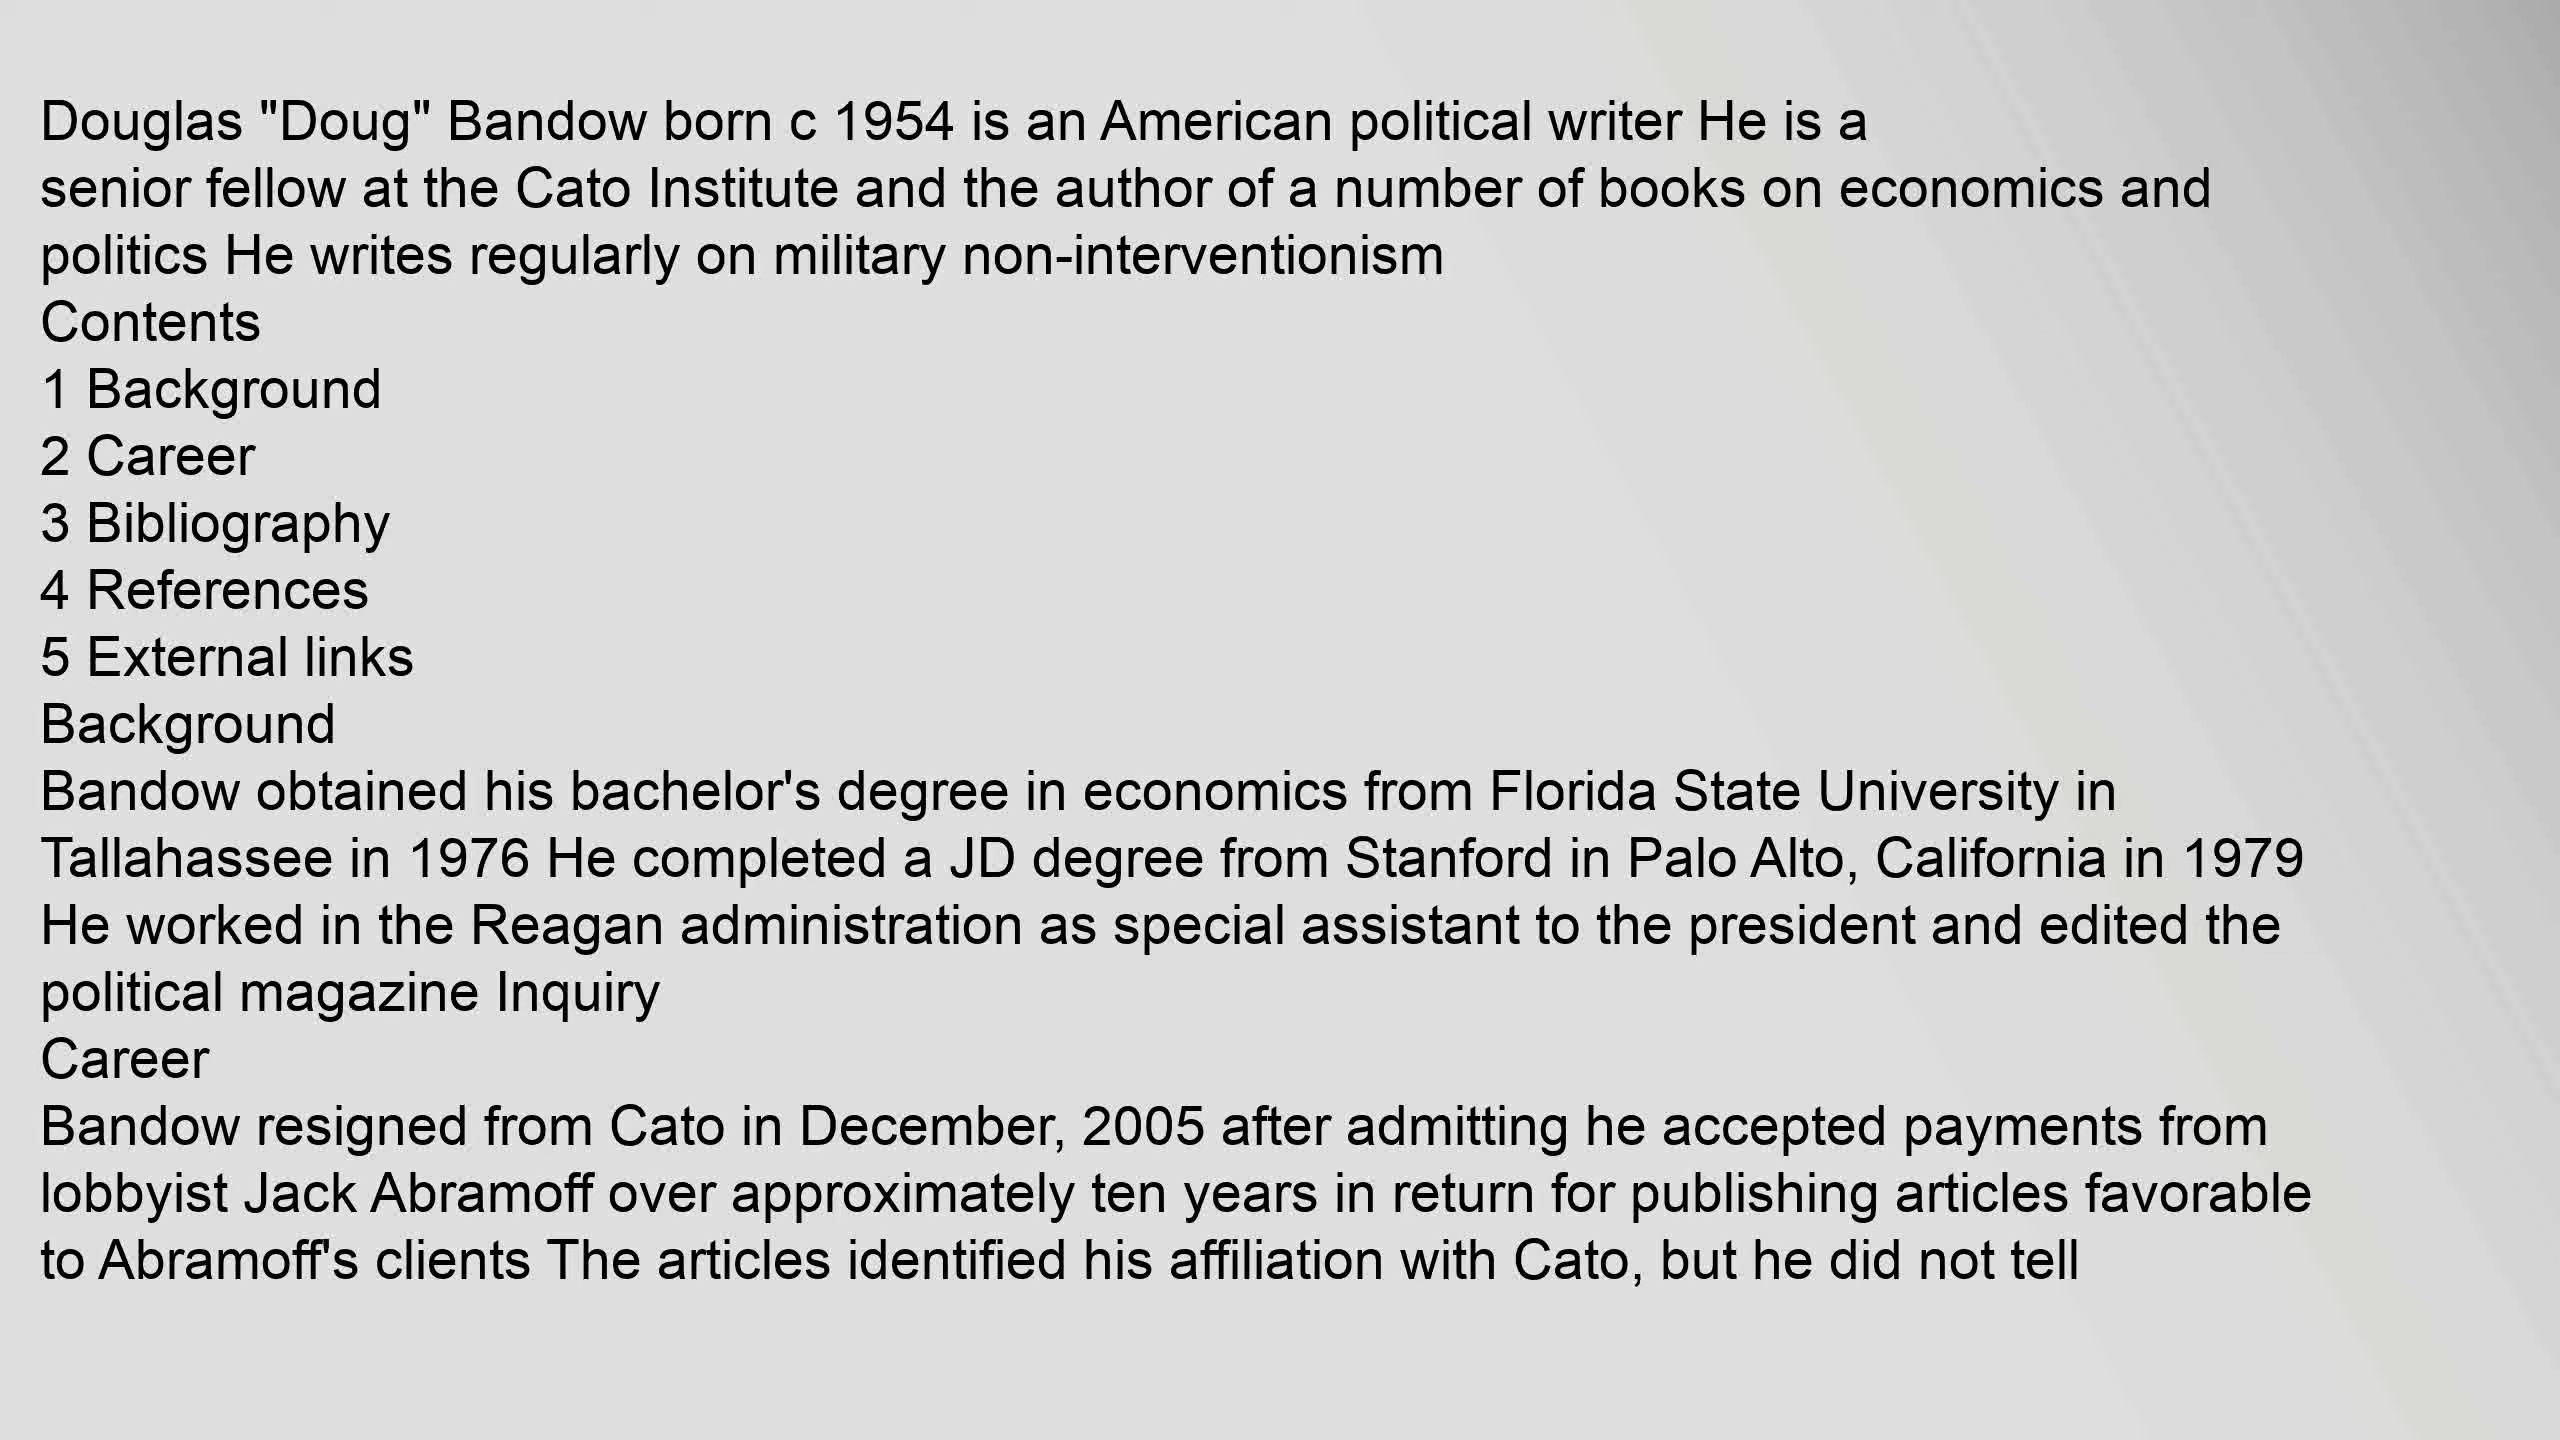 Douglas "Doug" Bandow born c 1954 is an American political writer He is a
senior fellow at the Cato Institute and the author of a number of books on economics and
politics He writes regularly on military non-interventionism
Contents
1 Background
2 Career
3 Bibliography
4 References
5 External links
Background
Bandow obtained his bachelor's degree in economics from Florida State University in
Tallahassee in 1976 He completed a JD degree from Stanford in Palo Alto, California in 1979
He worked in the Reagan administration as special assistant to the president and edited the
political magazine Inquiry
Career
Bandow resigned from Cato in December, 2005 after admitting he accepted payments from
lobbyist Jack Abramoff over approximately ten years in return for publishing articles favorable
to Abramoff's clients The articles identified his affiliation with Cato, but he did not tell